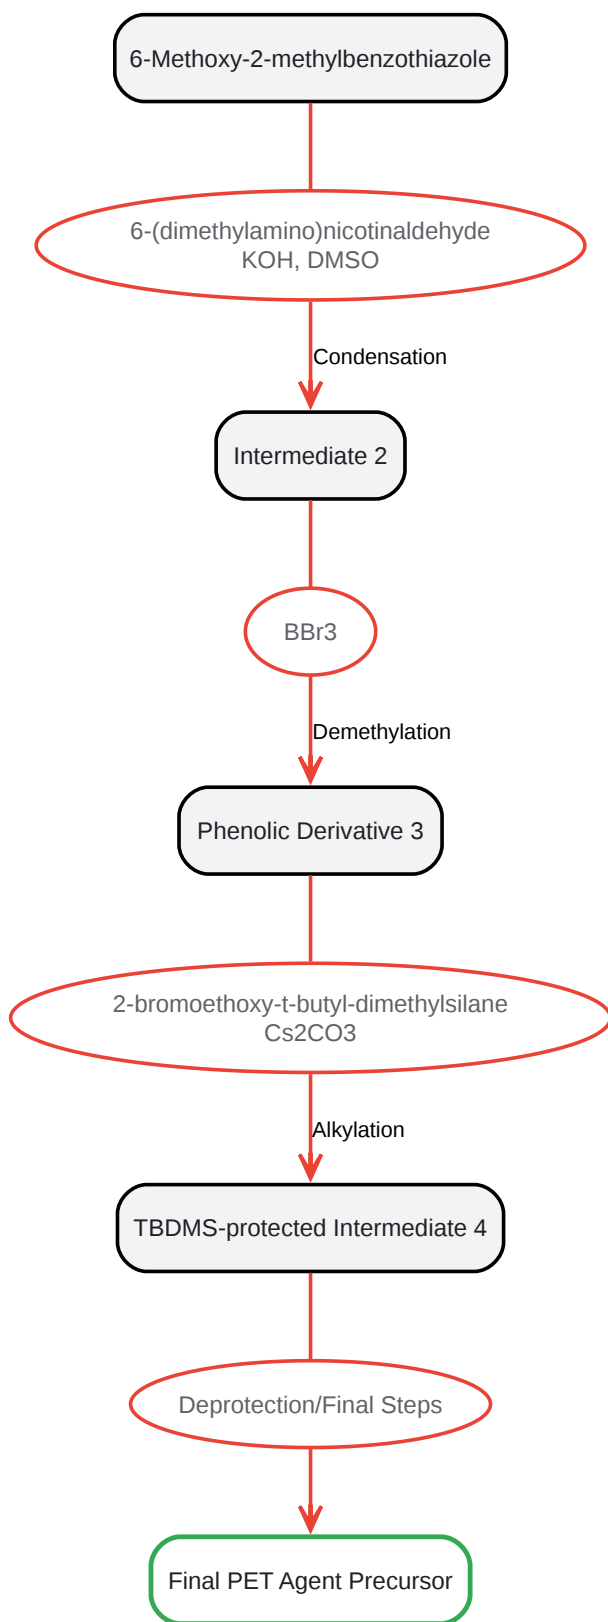 6-Methoxy-2-methylbenzothiazole
6-(dimethylamino)nicotinaldehyde
KOH, DMSO
Condensation
Intermediate 2
BBr3
Demethylation
Phenolic Derivative 3
2-bromoethoxy-t-butyl-dimethylsilane
Cs2CO3
Alkylation
TBDMS-protected Intermediate 4
Deprotection/Final Steps
Final PET Agent Precursor